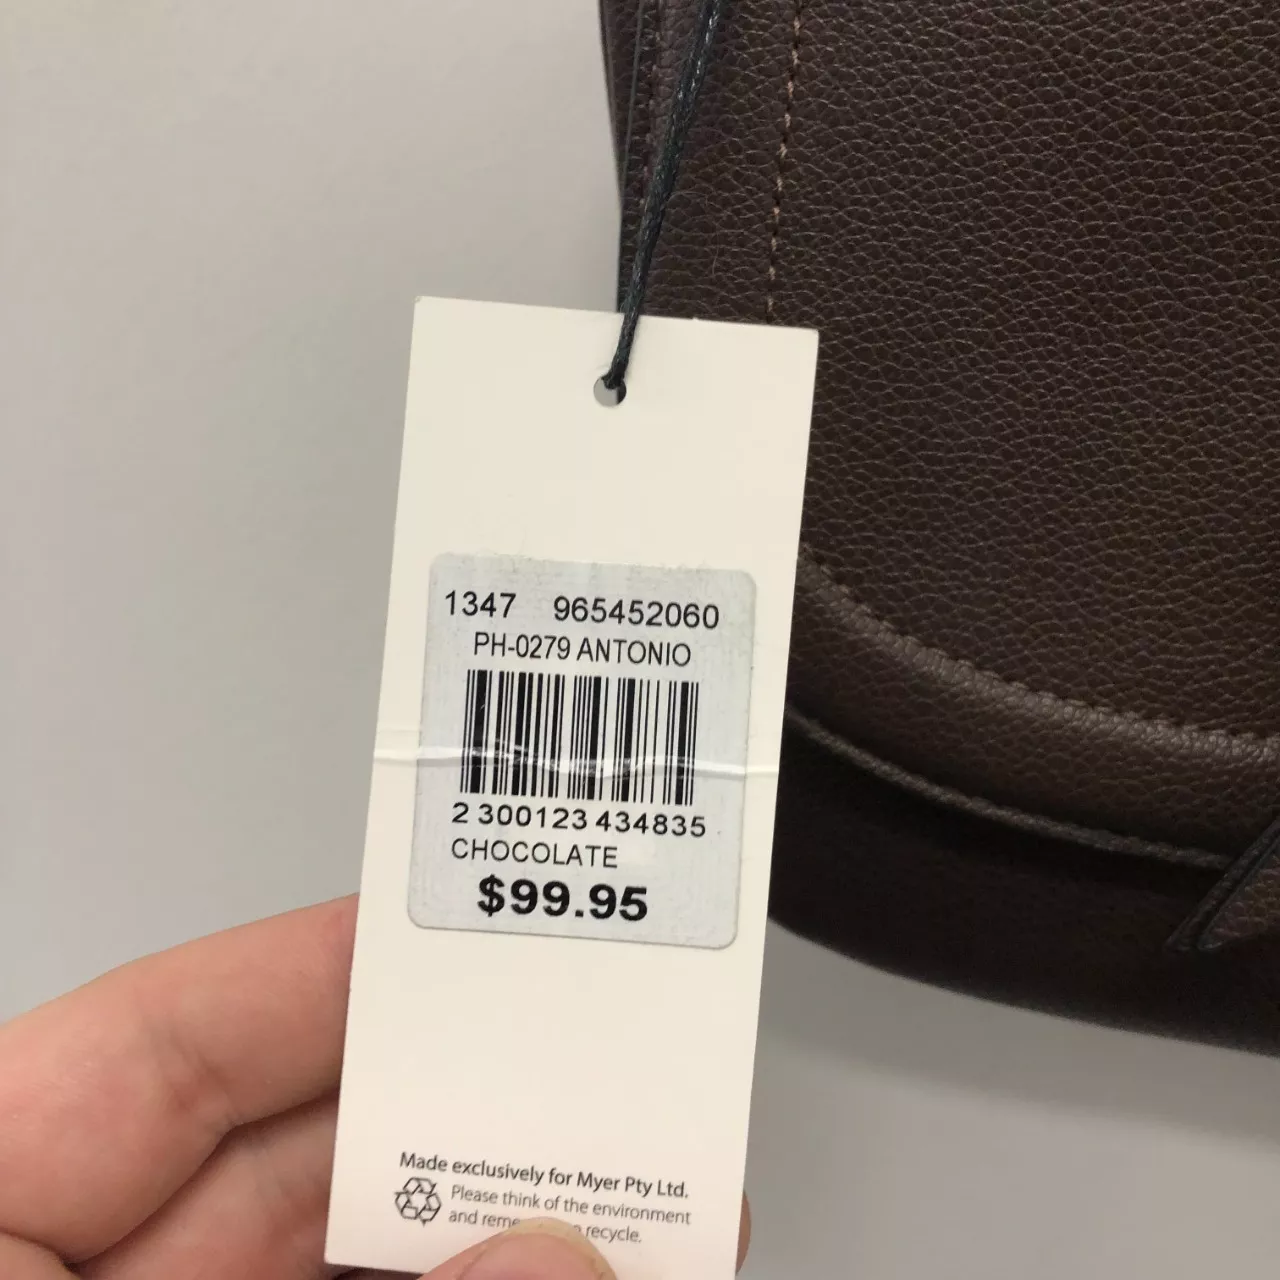 1347 965452060
PH-0279 ANTONIO
2 300123 434835
CHOCOLATE
$99.95
Made exclusively for Myer Pty Ltd.
Please think of the environment
and recycle.